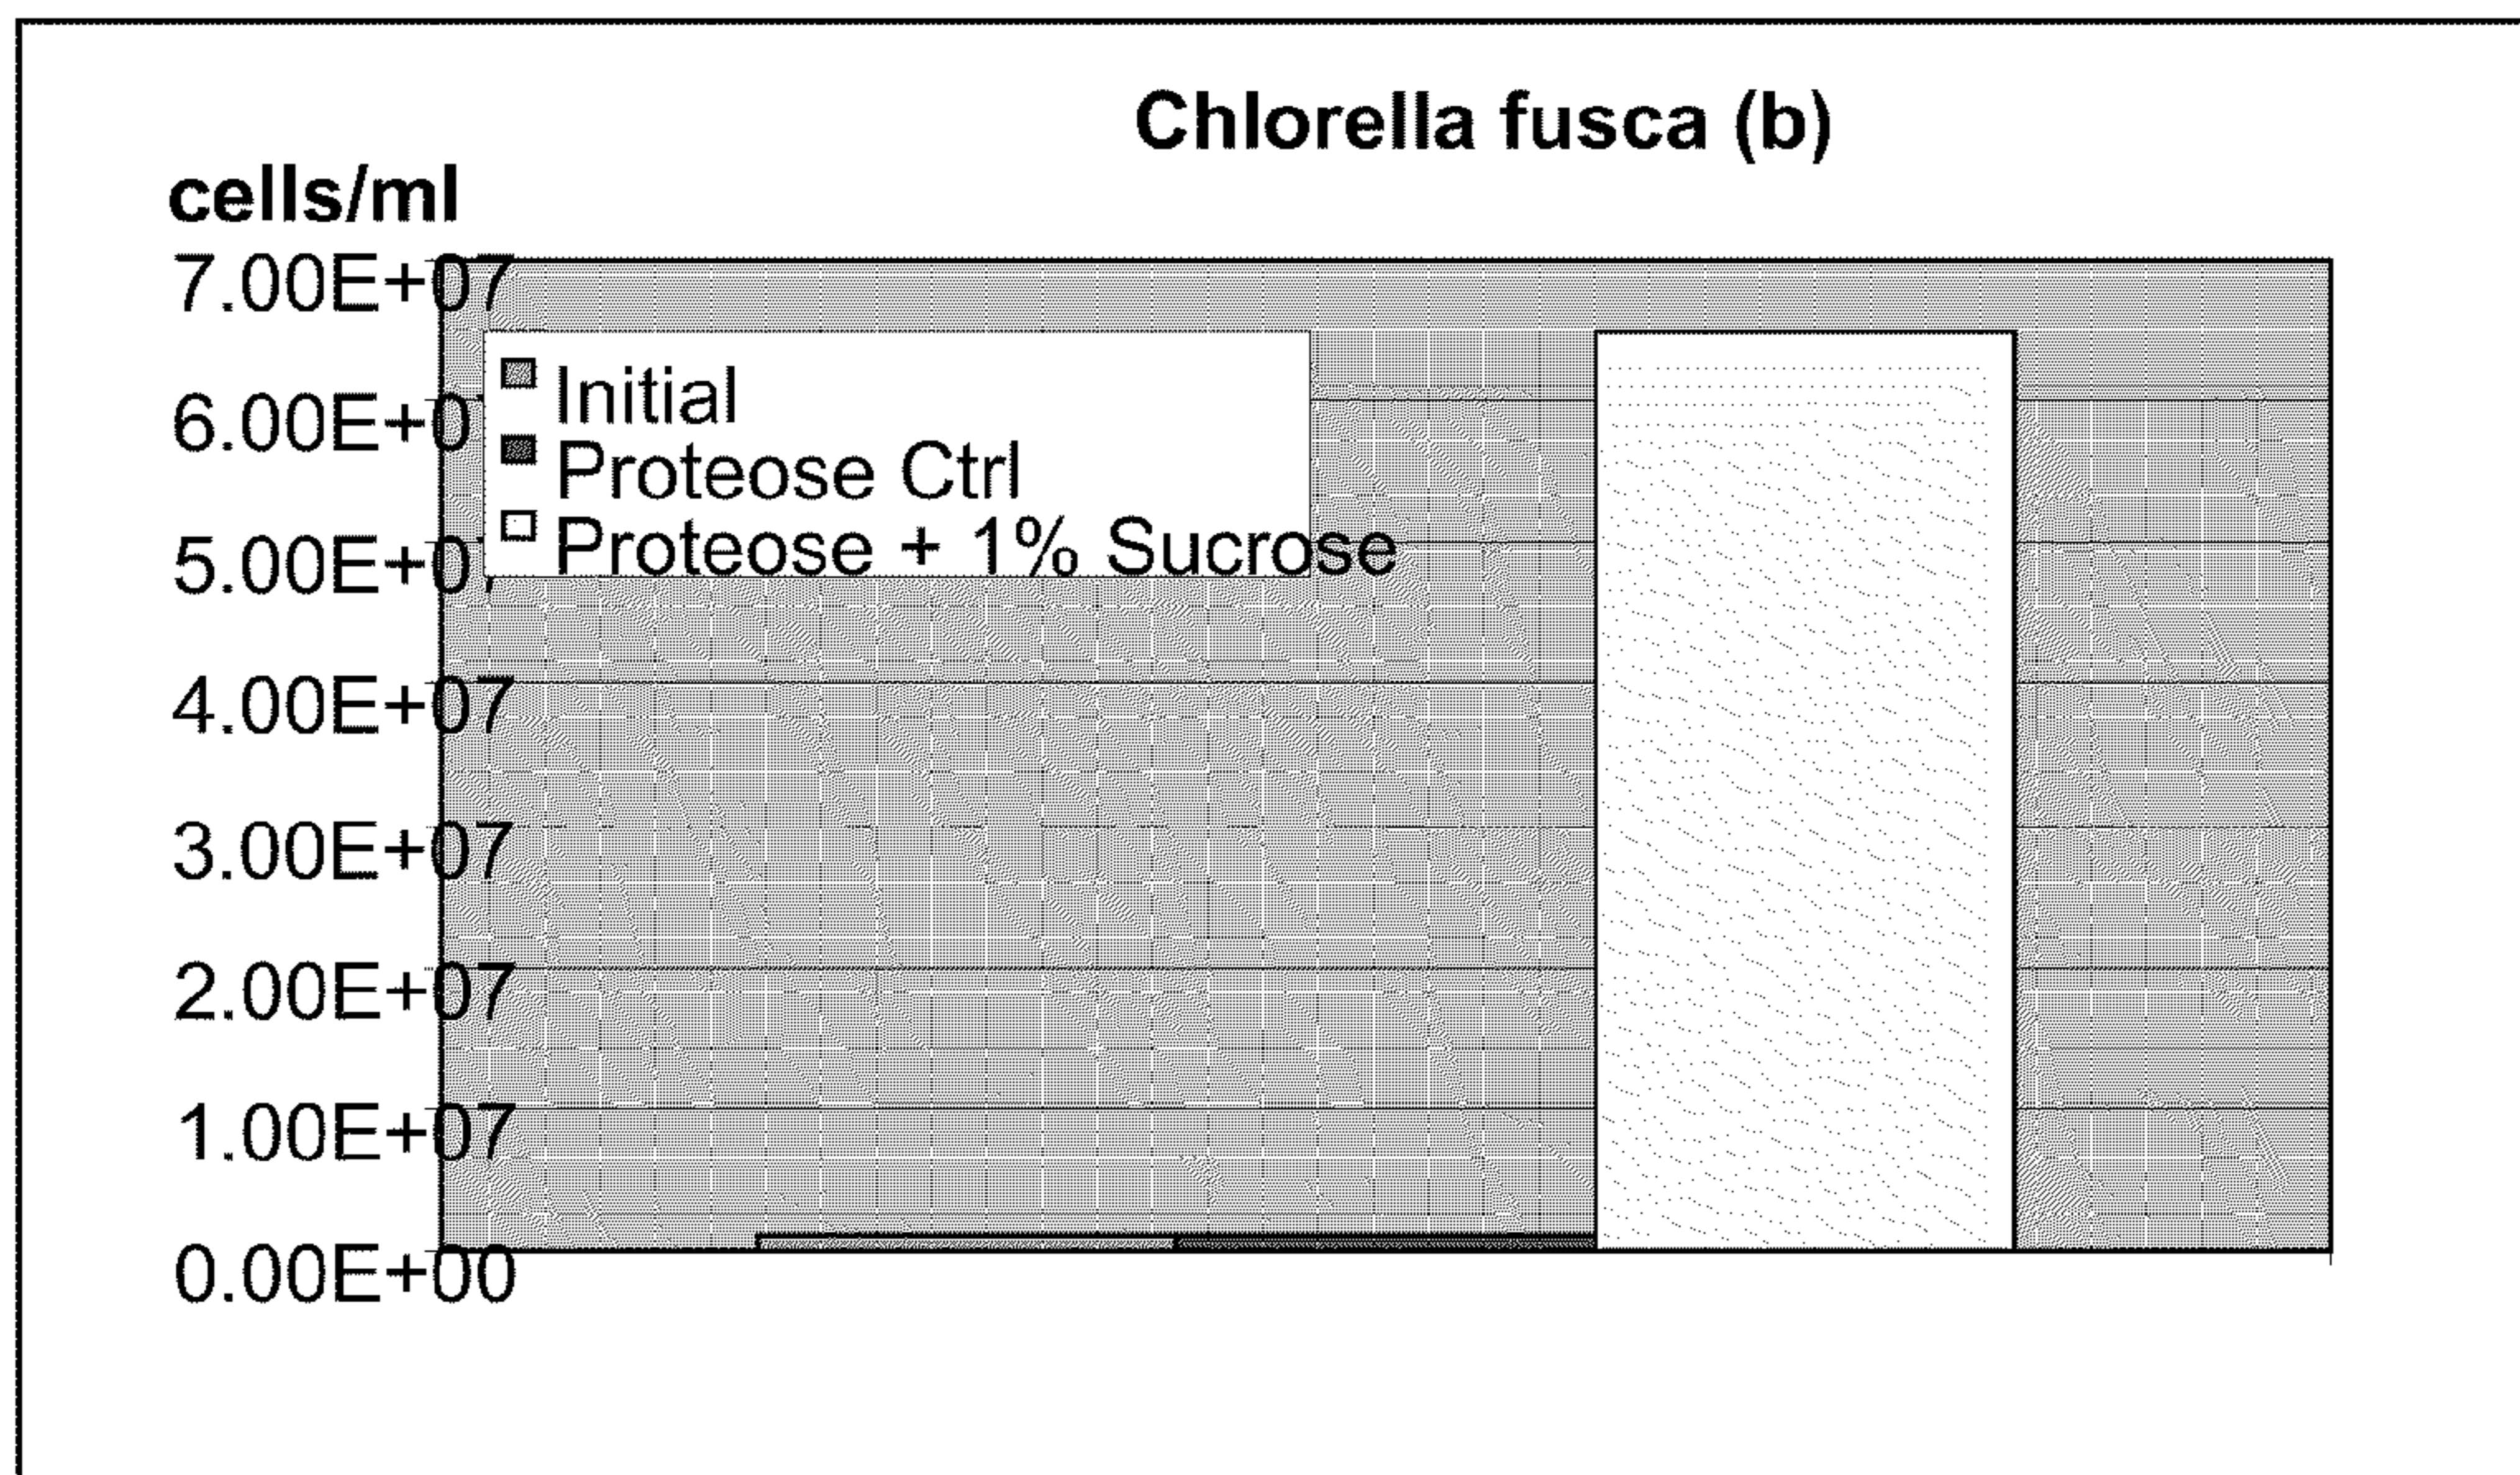 Chlorella fusca (b)
cells/ml
7.00E+07
6.00E+07
5.00E+07
4.00E+07
3.00E+07
2.00E+07
1.00E+07
0.00E+00
Initial
Proteose Ctrl
Proteose + 1% Sucrose